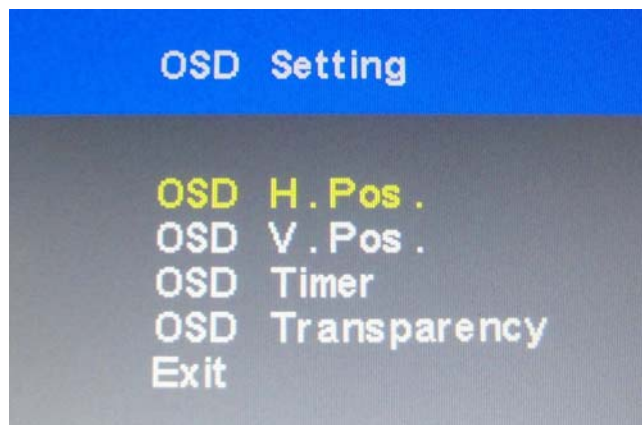 OSD Setting
OSD H.Pos.
OSD V.Pos.
OSD Timer
OSD Transparency
Exit